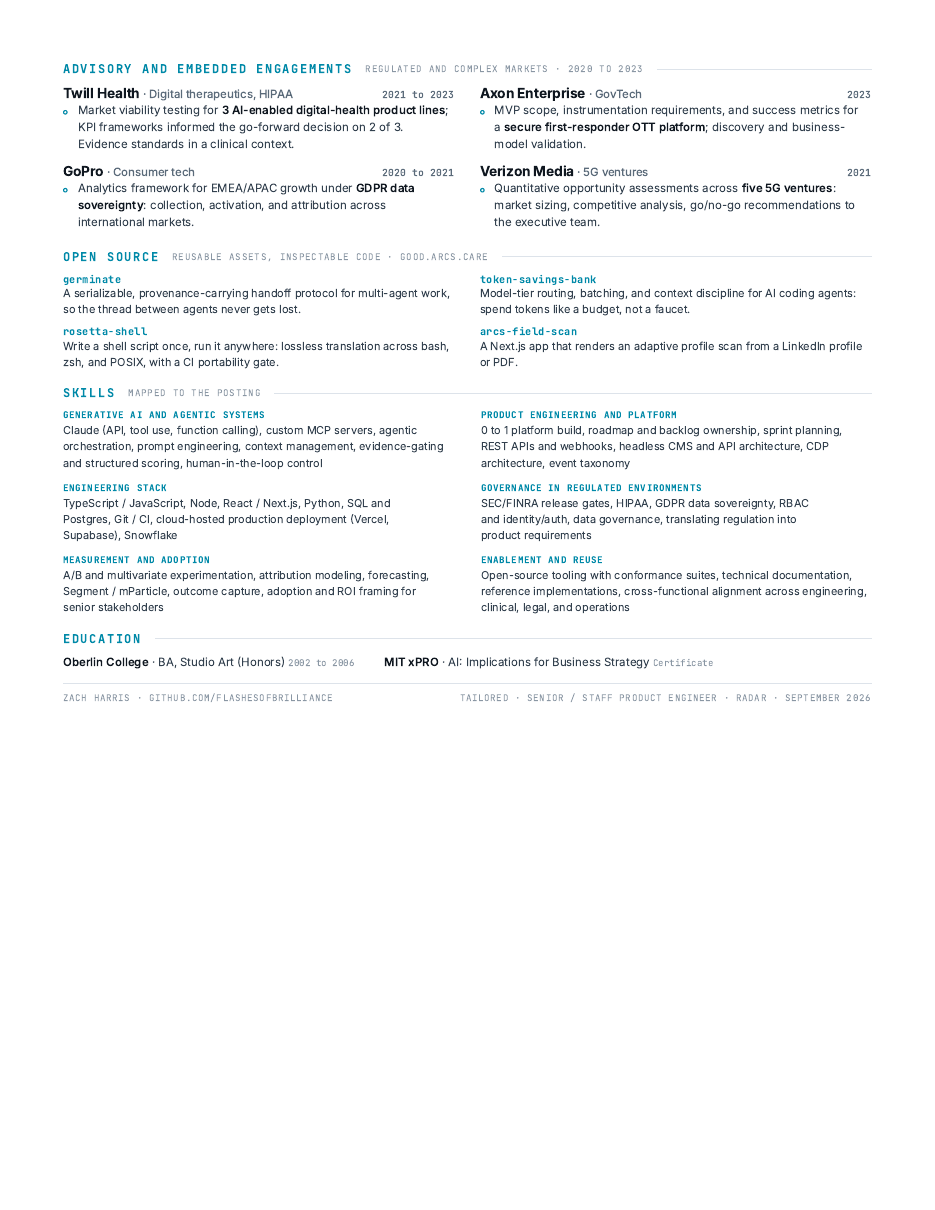 ADVISORY AND EMBEDDED ENGAGEMENTS REGULATED AND COMPLEX MARKETS · 2020 TO 2023
Twill Health · Digital therapeutics, HIPAA 2021 to 2023
Market viability testing for 3 AI-enabled digital-health product lines;
KPI frameworks informed the go-forward decision on 2 of 3.
Evidence standards in a clinical context.
Axon Enterprise · GovTech 2023
MVP scope, instrumentation requirements, and success metrics for
a secure first-responder OTT platform; discovery and business-
model validation.
GoPro · Consumer tech 2020 to 2021
Analytics framework for EMEA/APAC growth under GDPR data
sovereignty: collection, activation, and attribution across
international markets.
Verizon Media · 5G ventures 2021
Quantitative opportunity assessments across five 5G ventures:
market sizing, competitive analysis, go/no-go recommendations to
the executive team.
OPEN SOURCE REUSABLE ASSETS, INSPECTABLE CODE · GOOD.ARCS.CARE
germinate
A serializable, provenance-carrying handoff protocol for multi-agent work,
so the thread between agents never gets lost.
token-savings-bank
Model-tier routing, batching, and context discipline for AI coding agents:
spend tokens like a budget, not a faucet.
rosetta-shell
Write a shell script once, run it anywhere: lossless translation across bash,
zsh, and POSIX, with a CI portability gate.
arcs-field-scan
A Next.js app that renders an adaptive profile scan from a LinkedIn profile
or PDF.
SKILLS MAPPED TO THE POSTING
GENERATIVE AI AND AGENTIC SYSTEMS
Claude (API, tool use, function calling), custom MCP servers, agentic
orchestration, prompt engineering, context management, evidence-gating
and structured scoring, human-in-the-loop control
PRODUCT ENGINEERING AND PLATFORM
0 to 1 platform build, roadmap and backlog ownership, sprint planning,
REST APIs and webhooks, headless CMS and API architecture, CDP
architecture, event taxonomy
ENGINEERING STACK
TypeScript / JavaScript, Node, React / Next.js, Python, SQL and
Postgres, Git / CI, cloud-hosted production deployment (Vercel,
Supabase), Snowflake
GOVERNANCE IN REGULATED ENVIRONMENTS
SEC/FINRA release gates, HIPAA, GDPR data sovereignty, RBAC
and identity/auth, data governance, translating regulation into
product requirements
MEASUREMENT AND ADOPTION
A/B and multivariate experimentation, attribution modeling, forecasting,
Segment / mParticle, outcome capture, adoption and ROI framing for
senior stakeholders
ENABLEMENT AND REUSE
Open-source tooling with conformance suites, technical documentation,
reference implementations, cross-functional alignment across engineering,
clinical, legal, and operations
EDUCATION
Oberlin College · BA, Studio Art (Honors) 2002 to 2006 MIT xPRO · AI: Implications for Business Strategy Certificate
ZACH HARRIS · GITHUB.COM/FLASHESOFBRILLIANCE TAILORED · SENIOR / STAFF PRODUCT ENGINEER · RADAR · SEPTEMBER 2026